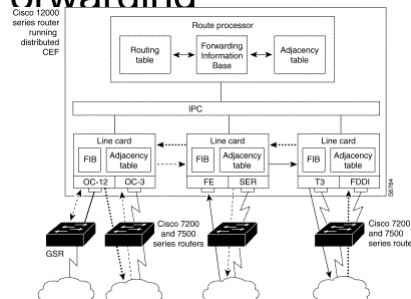 orwarding
Cisco 12000
series router
running
distributed
CEF
Route processor
Routing
table
Forwarding
Information
Base
Adjacency
table
IPC
Line card
FIB
Adjacency
table
OC-12
OC-3
Line card
FIB
Adjacency
table
FE
SER
Line card
FIB
Adjacency
table
T3
FDDI
S6784
GSR
Cisco 7200
and 7500
series routers
Cisco 7200
and 7500
series route